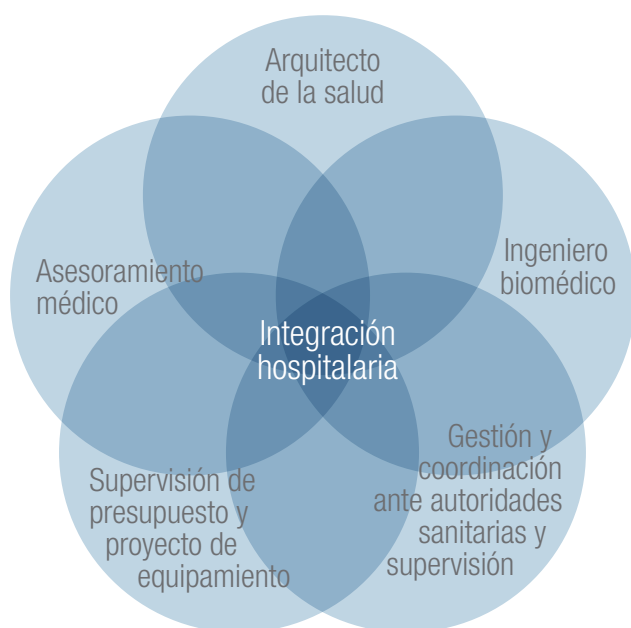 Arquitecto
de la salud
Ingeniero
biomédico
Asesoramiento
médico
Integración
hospitalaria
Gestión y
coordinación
ante autoridades
sanitarias y
supervisión
Supervisión de
presupuesto y
proyecto de
equipamiento